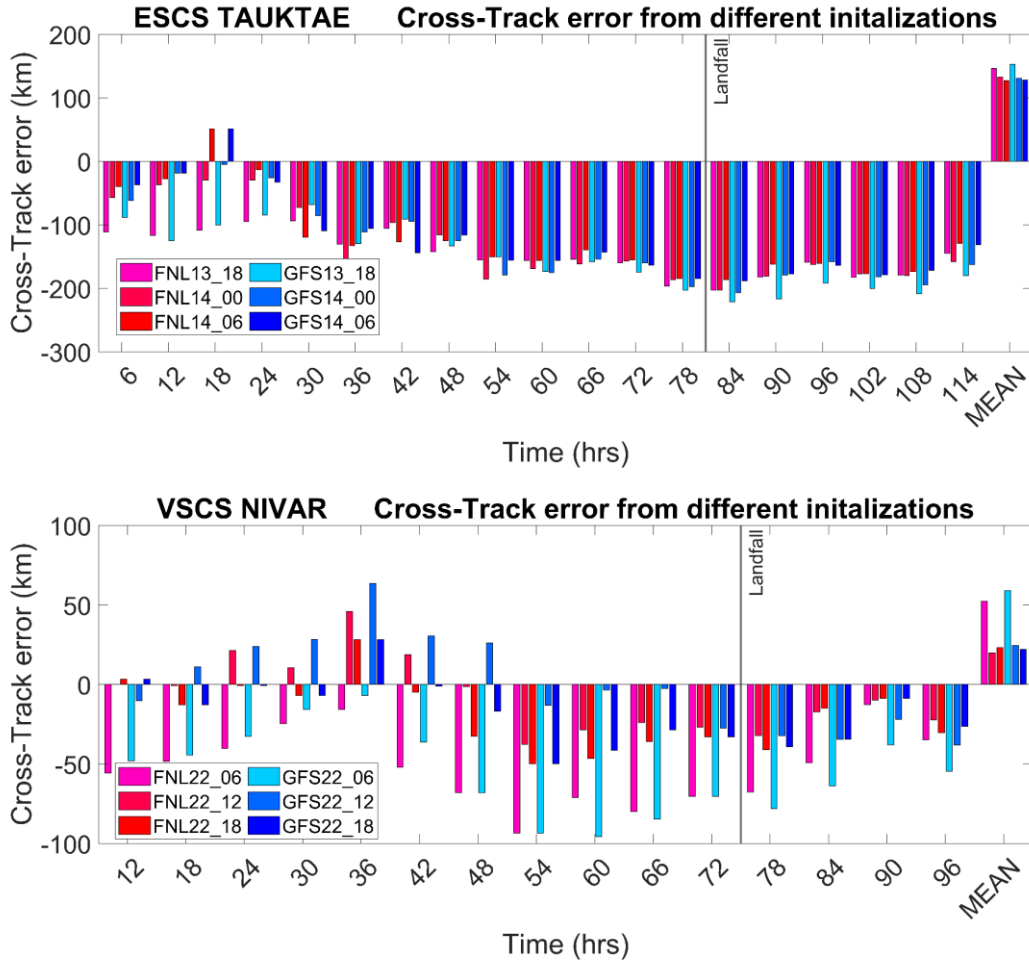 ESCS TAUKTAE Cross-Track error from different initalizations
Cross-Track error (km)
200
100
0
-100
-200
-300
Landfall
FNL13_18 GFS13_18
FNL14_00 GFS14_00
FNL14_06 GFS14_06
6 12 18 24 30 36 42 48 54 60 66 72 78 84 90 96 102 108 114 MEAN
Time (hrs)
VSCS NIVAR Cross-Track error from different initalizations
Cross-Track error (km)
100
50
0
-50
-100
Landfall
FNL22_06 GFS22_06
FNL22_12 GFS22_12
FNL22_18 GFS22_18
12 18 24 30 36 42 48 54 60 66 72 78 84 90 96 MEAN
Time (hrs)